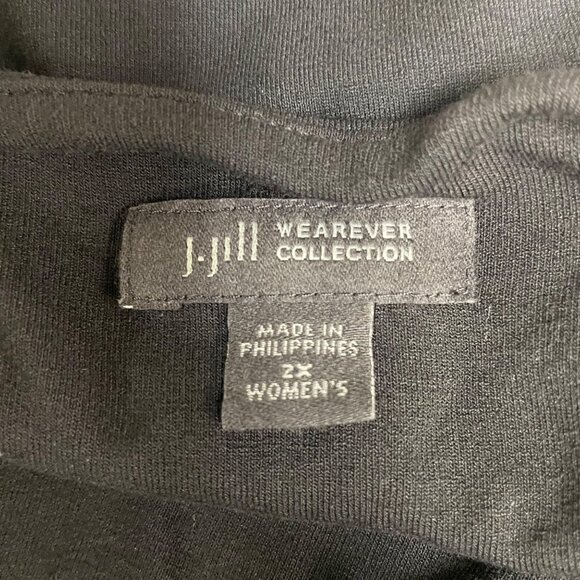 J.Jill WEAREVER
COLLECTION
MADE IN
PHILIPPINES
2X
WOMEN'S